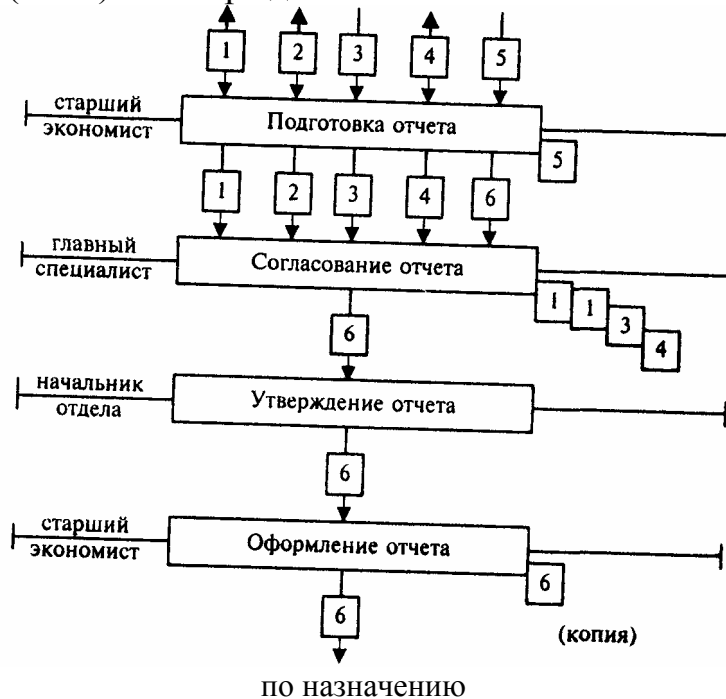 1 2 3 4 5
старший
экономист
Подготовка отчета
5
1 2 3 4 6
главный
специалист
Согласование отчета
1 1 3 4
6
начальник
отдела
Утверждение отчета
6
старший
экономист
Оформление отчета
6
6
(копия)
по назначению